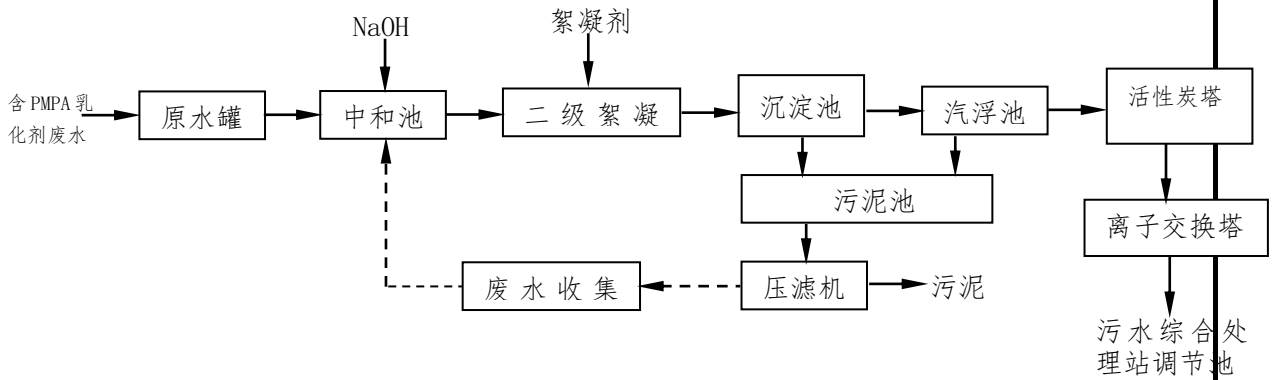 NaOH
絮凝剂
含PMPA乳
化剂废水
原水罐
中和池
二级絮凝
沉淀池
汽浮池
活性炭塔
污泥池
离子交换塔
废水收集
压滤机
污泥
污水综合处
理站调节池